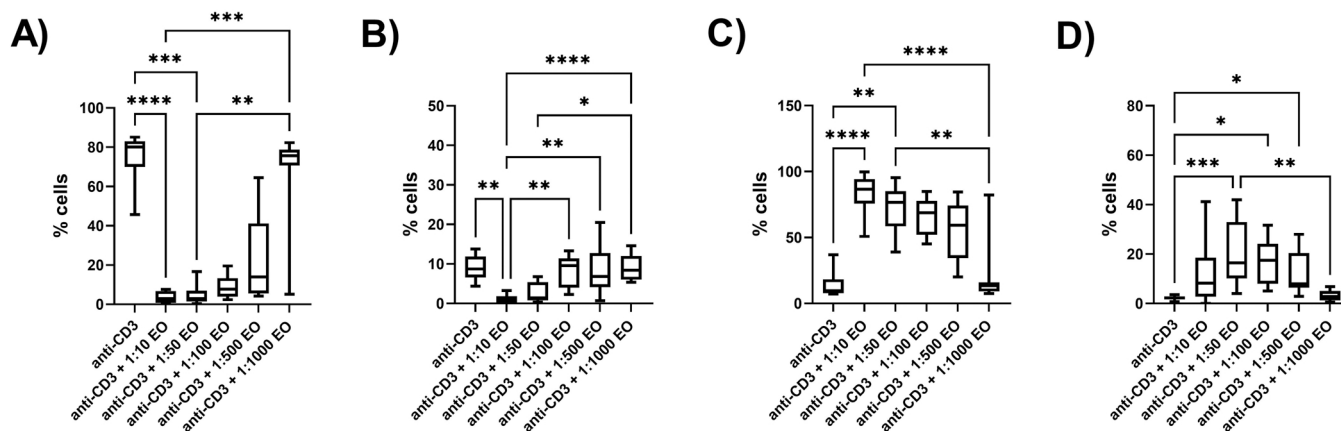 A)
***
***
****
**
100
80
60
40
20
0
% cells
anti-CD3
anti-CD3 + 1:10 EO
anti-CD3 + 1:50 EO
anti-CD3 + 1:100 EO
anti-CD3 + 1:500 EO
anti-CD3 + 1:1000 EO
B)
****
*
**
**
**
50
40
30
20
10
0
% cells
anti-CD3
anti-CD3 + 1:10 EO
anti-CD3 + 1:50 EO
anti-CD3 + 1:100 EO
anti-CD3 + 1:500 EO
anti-CD3 + 1:1000 EO
C)
****
**
****
**
150
100
50
0
% cells
anti-CD3
anti-CD3 + 1:10 EO
anti-CD3 + 1:50 EO
anti-CD3 + 1:100 EO
anti-CD3 + 1:500 EO
anti-CD3 + 1:1000 EO
D)
*
*
***
**
80
60
40
20
0
% cells
anti-CD3
anti-CD3 + 1:10 EO
anti-CD3 + 1:50 EO
anti-CD3 + 1:100 EO
anti-CD3 + 1:500 EO
anti-CD3 + 1:1000 EO